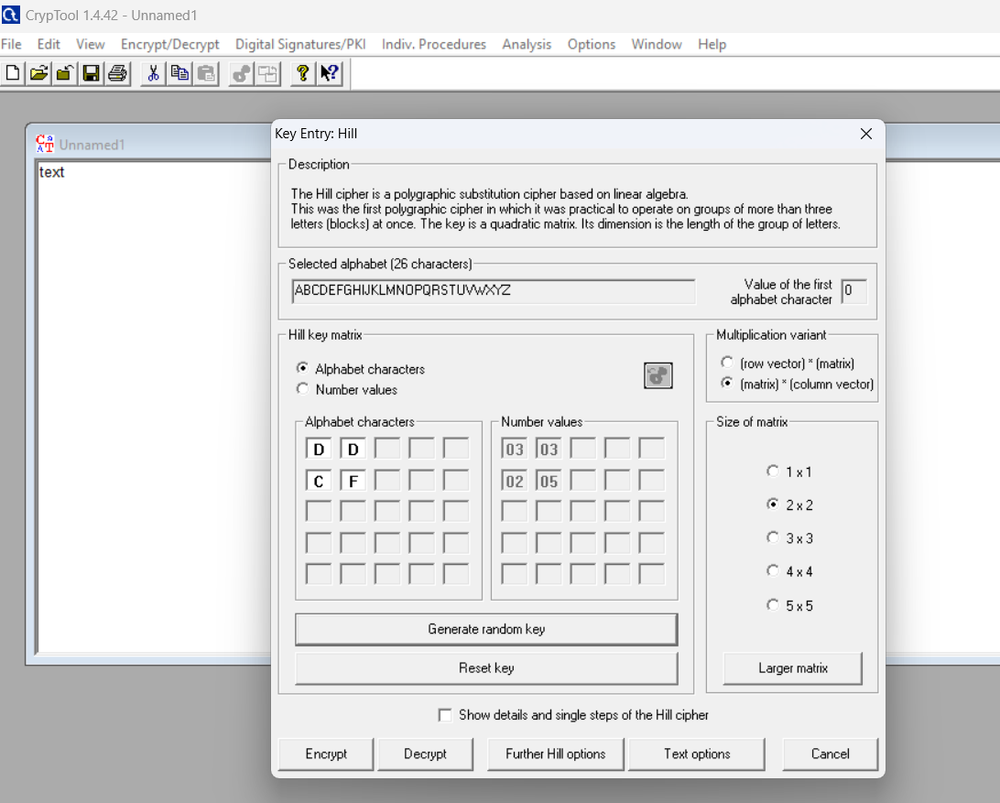 CrypTool 1.4.42 - Unnamed1
File Edit View Encrypt/Decrypt Digital Signatures/PKI Indiv. Procedures Analysis Options Window Help
Unnamed1
text
Key Entry: Hill
Description
The Hill cipher is a polygraphic substitution cipher based on linear algebra.
This was the first polygraphic cipher in which it was practical to operate on groups of more than three
letters (blocks) at once. The key is a quadratic matrix. Its dimension is the length of the group of letters.
Selected alphabet (26 characters)
ABCDEFGHIJKLMNOPQRSTUVWXYZ
Value of the first
alphabet character
0
Hill key matrix
Alphabet characters
Number values
Alphabet characters
D D
C F
Number values
03 03
02 05
Generate random key
Reset key
Multiplication variant
(row vector) * (matrix)
(matrix) * (column vector)
Size of matrix
1 x 1
2 x 2
3 x 3
4 x 4
5 x 5
Larger matrix
Show details and single steps of the Hill cipher
Encrypt Decrypt Further Hill options Text options Cancel